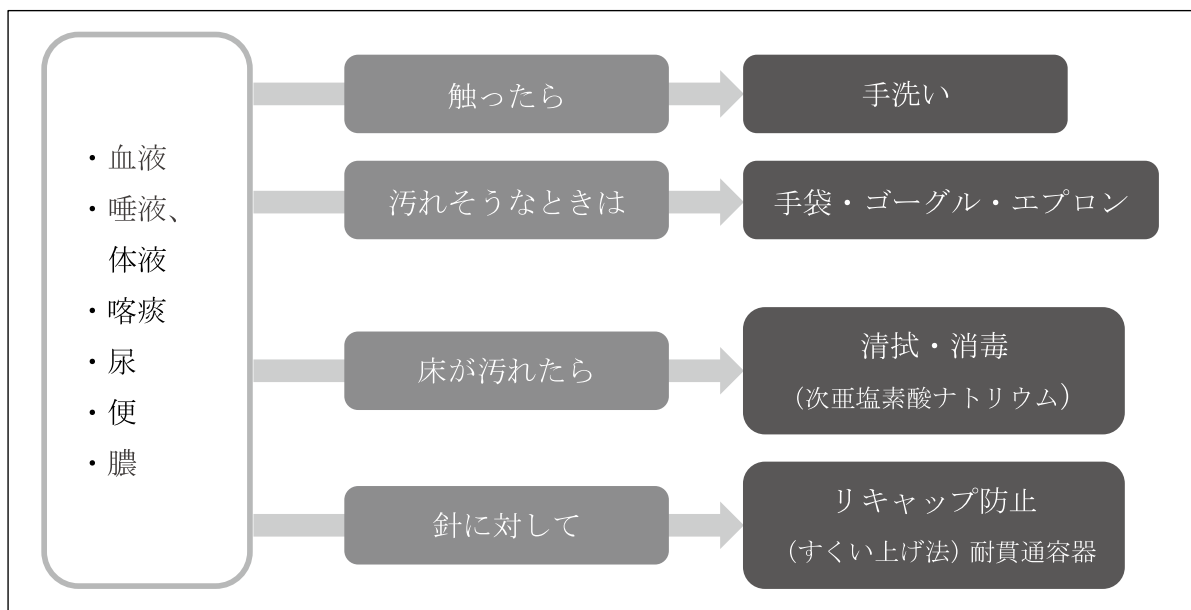 ・血液
・唾液、
体液
・喀痰
・尿
・便
・膿
触ったら
手洗い
汚れそうなときは
手袋・ゴーグル・エプロン
床が汚れたら
清拭・消毒
（次亜塩素酸ナトリウム）
針に対して
リキャップ防止
（すくい上げ法）耐貫通容器